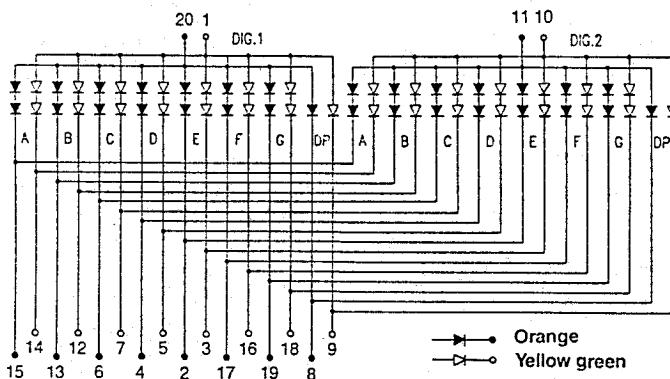 20 1 11 10
DIG.1 DIG.2
A B C D E F G DP A B C D E F G DP
14 12 7 5 3 16 18 9
15 13 6 4 2 17 19 8
Orange
Yellow green